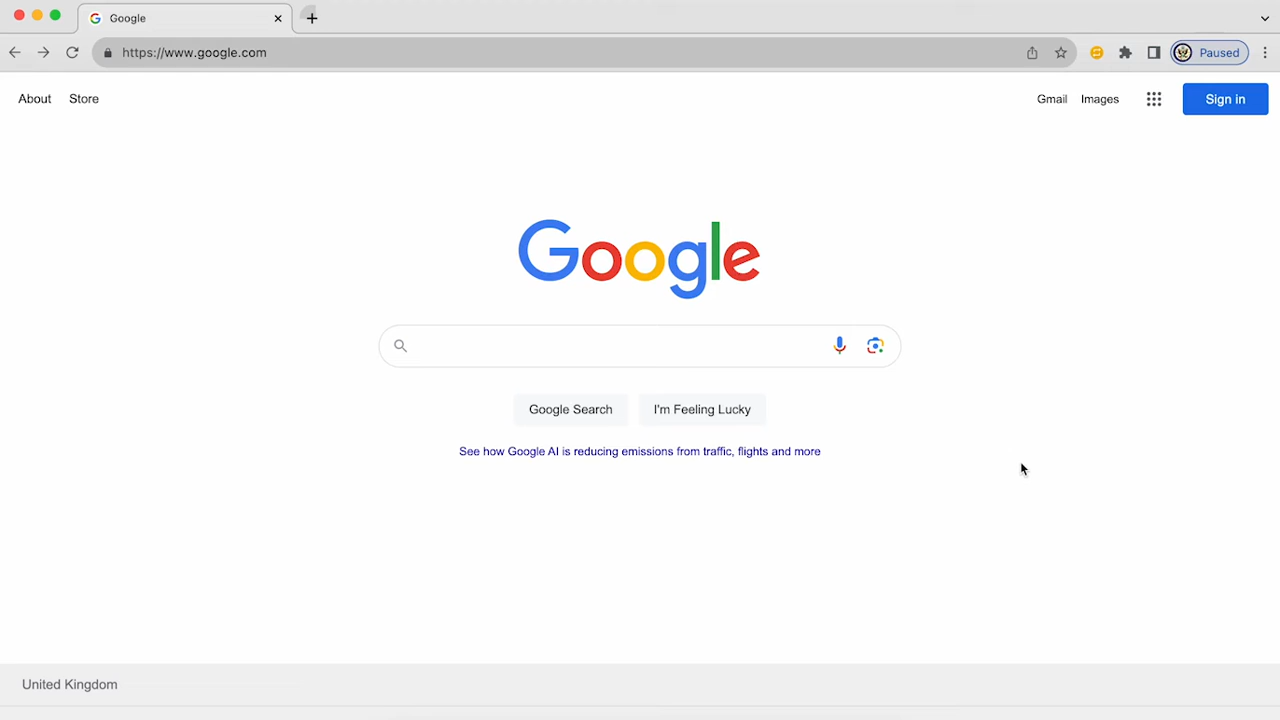 Google
https://www.google.com
Paused
About
Store
Gmail
Images
Sign in
Google
Google Search
I'm Feeling Lucky
See how Google AI is reducing emissions from traffic, flights and more
United Kingdom